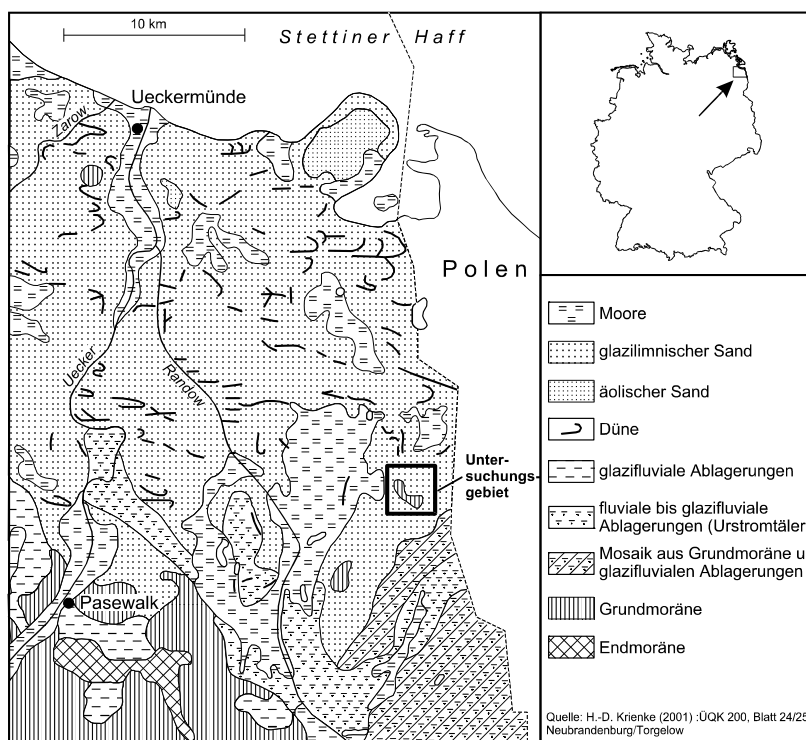 10 km
Stettiner Haff
Ueckermünde
Zarow
Polen
Uecker
Randow
Unter-
suchungs-
gebiet
Pasewalk
Moore
glazilimnischer Sand
äolischer Sand
Düne
glazifluviale Ablagerungen
fluviale bis glazifluviale
Ablagerungen (Urstromtäler
Mosaik aus Grundmoräne u
glazifluvialen Ablagerungen
Grundmoräne
Endmoräne
Quelle: H.-D. Krienke (2001) :ÜQK 200, Blatt 24/25
Neubrandenburg/Torgelow